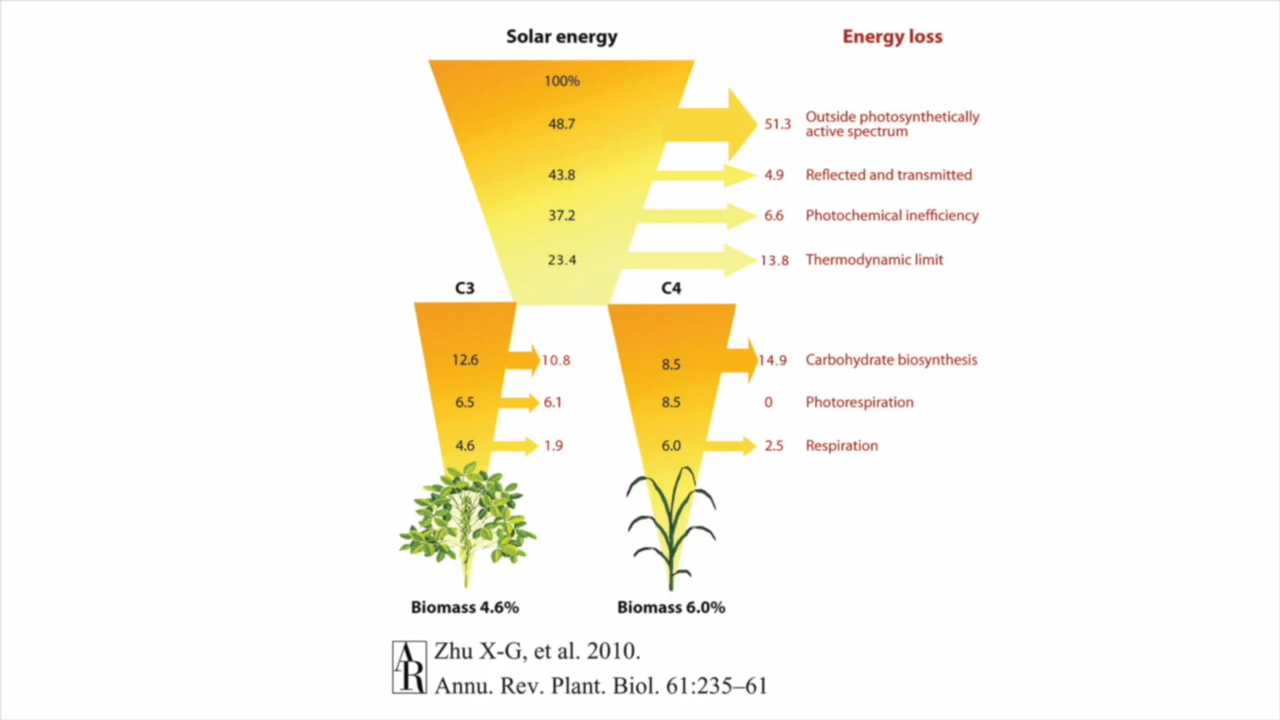 Solar energy
Energy loss
100%
48.7
51.3
Outside photosynthetically
active spectrum
43.8
4.9
Reflected and transmitted
37.2
6.6
Photochemical inefficiency
23.4
13.8
Thermodynamic limit
C3
C4
12.6
10.8
8.5
14.9
Carbohydrate biosynthesis
6.5
6.1
8.5
0
Photorespiration
4.6
1.9
6.0
2.5
Respiration
Biomass 4.6%
Biomass 6.0%
AR
Zhu X-G, et al. 2010.
Annu. Rev. Plant. Biol. 61:235–61